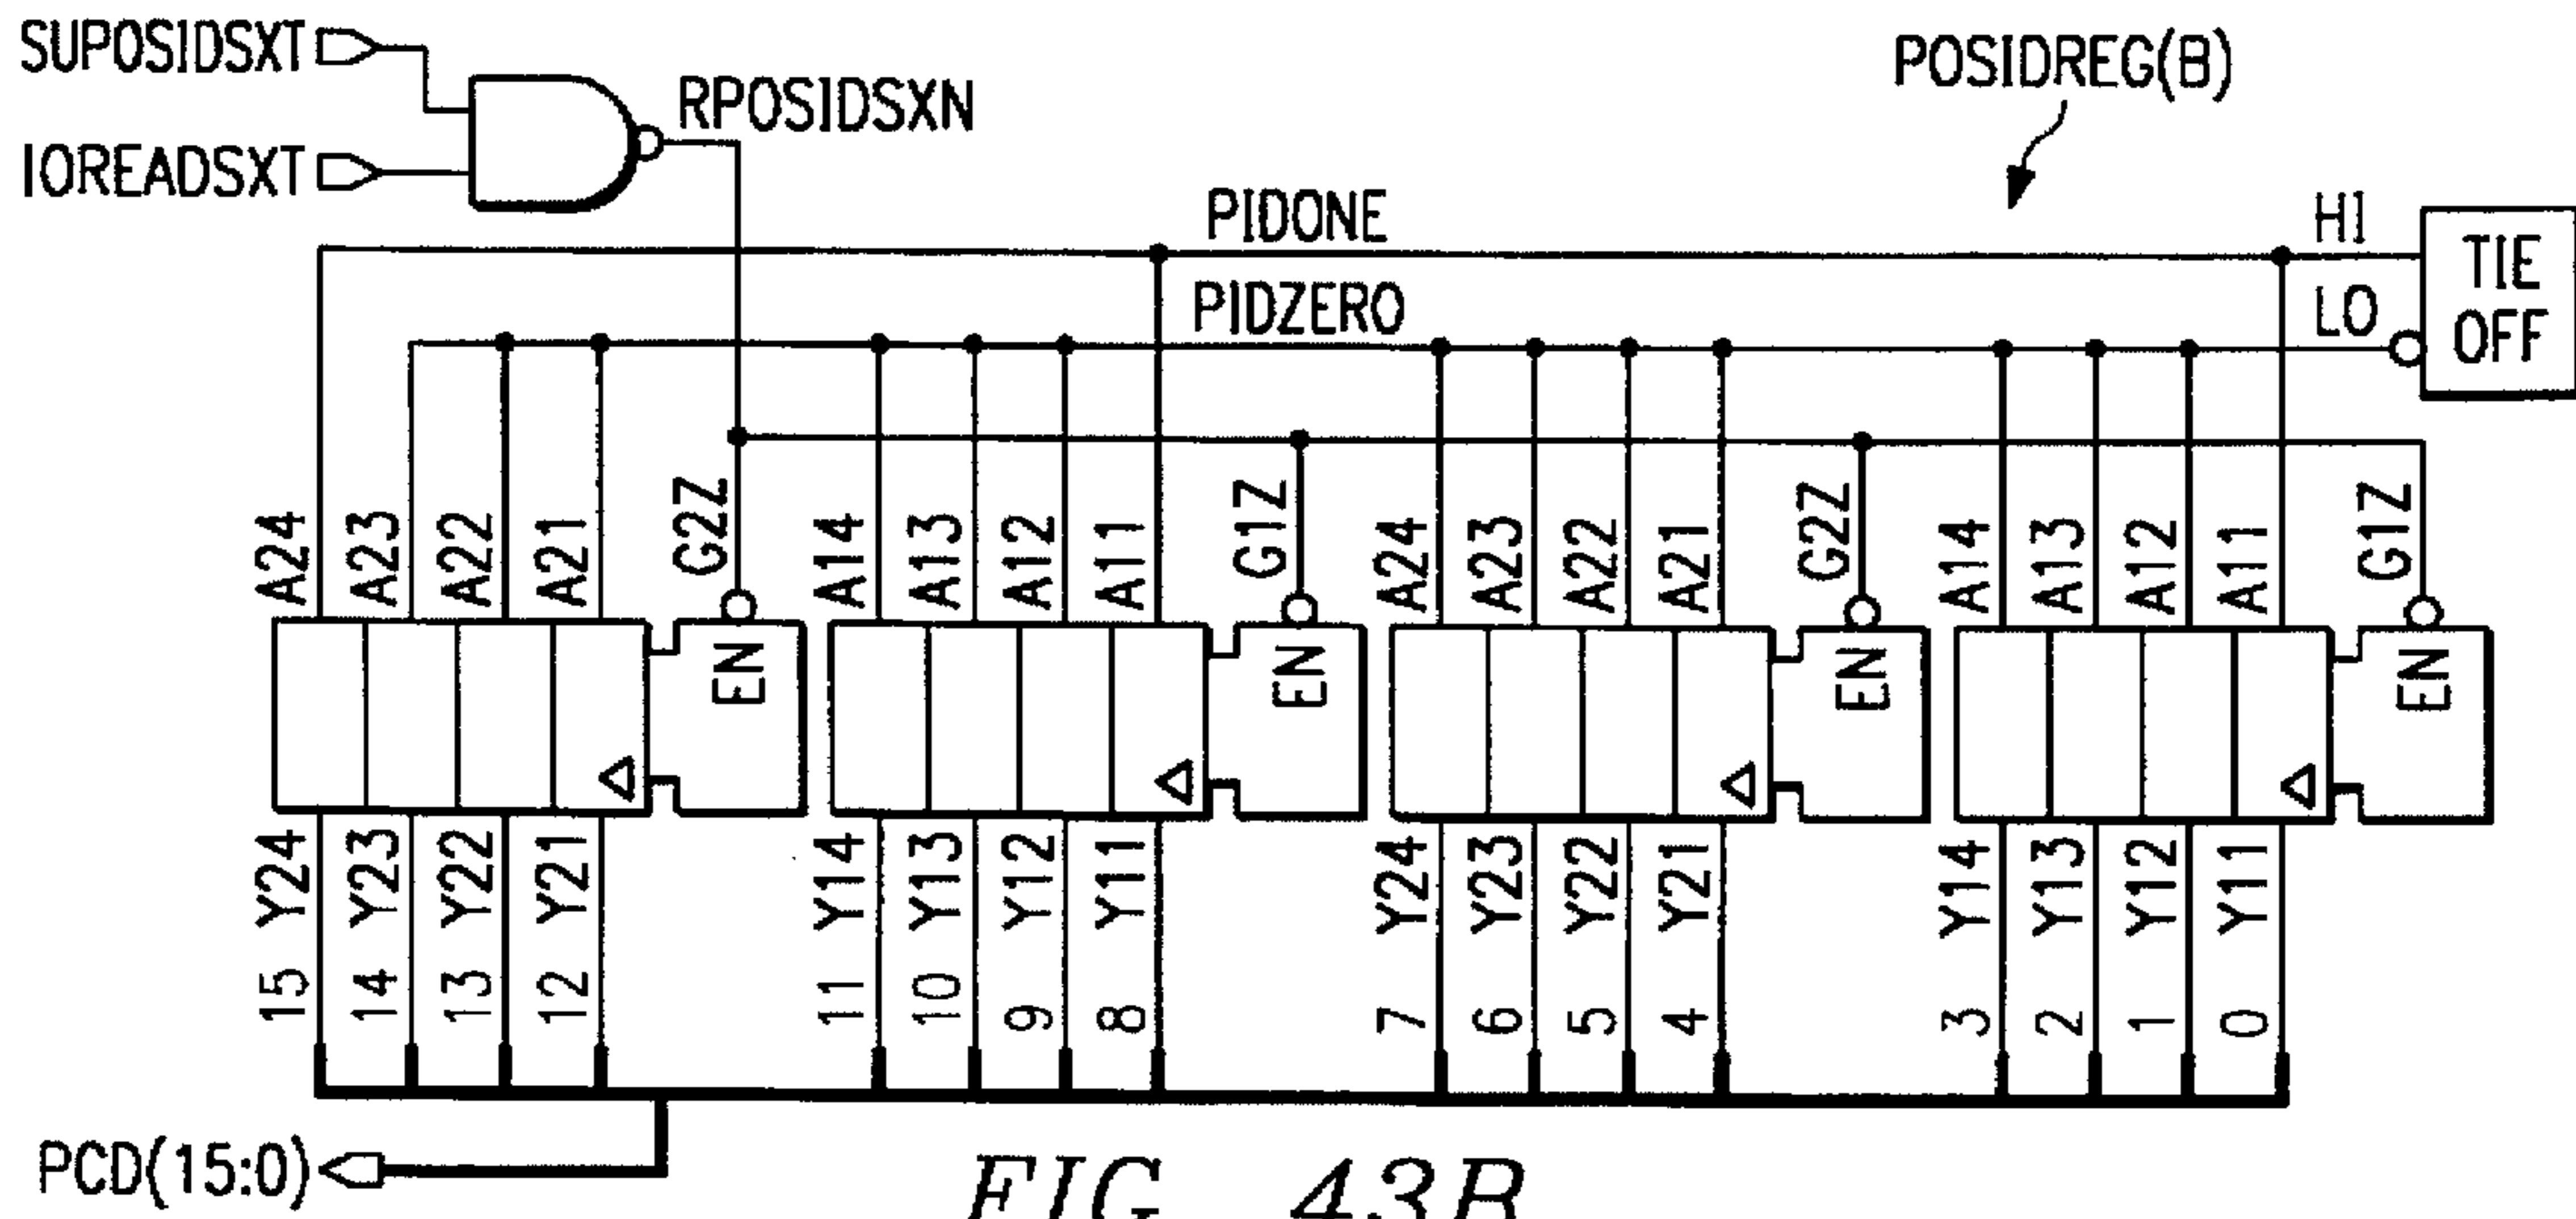 SUPOSIDSXT
IOREADSXT
RPOSIDSXN
POSIDREG(B)
PIDONE
HI
PIDZERO
LO
TIE
OFF
A24 A23 A22 A21 G2Z
A14 A13 A12 A11 G1Z
A24 A23 A22 A21 G2Z
A14 A13 A12 A11 G1Z
EN
EN
EN
EN
15 Y24
14 Y23
13 Y22
12 Y21
11 Y14
10 Y13
9 Y12
8 Y11
7 Y24
6 Y23
5 Y22
4 Y21
3 Y14
2 Y13
1 Y12
0 Y11
PCD(15:0)
FIG. 43B